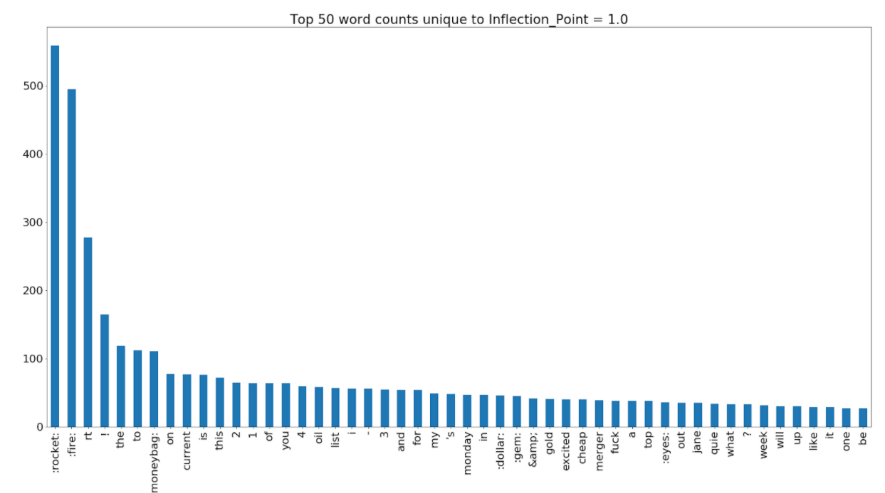 Top 50 word counts unique to Inflection_Point = 1.0
500
400
300
200
100
0
:rocket:
:fire:
rt
!
the
to
moneybag:
on
current
is
this
2
1
of
you
4
oil
list
i
-
3
and
for
my
's
monday
in
:dollar:
:gem:
&amp;
gold
excited
cheap
merger
fuck
a
top
:eyes:
out
jane
quie
what
?
week
will
up
like
it
one
be